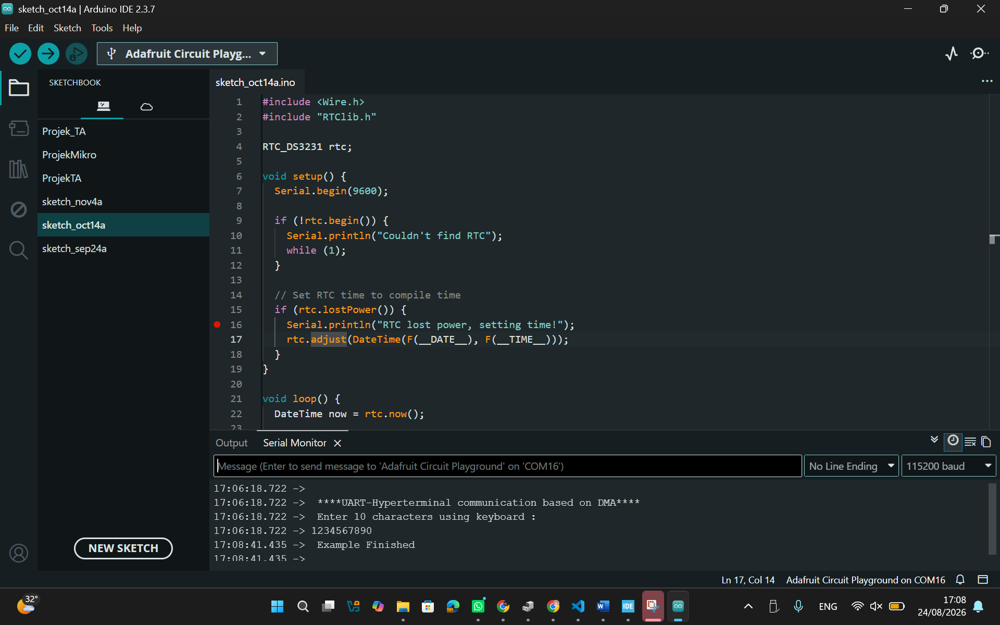 sketch_oct14a | Arduino IDE 2.3.7
File Edit Sketch Tools Help
Adafruit Circuit Playg...
SKETCHBOOK
Projek_TA
ProjekMikro
ProjekTA
sketch_nov4a
sketch_oct14a
sketch_sep24a
NEW SKETCH
sketch_oct14a.ino
1 #include <Wire.h>
2 #include "RTClib.h"
3
4 RTC_DS3231 rtc;
5
6 void setup() {
7 Serial.begin(9600);
8
9 if (!rtc.begin()) {
10 Serial.println("Couldn't find RTC");
11 while (1);
12 }
13
14 // Set RTC time to compile time
15 if (rtc.lostPower()) {
16 Serial.println("RTC lost power, setting time!");
17 rtc.adjust(DateTime(F(__DATE__), F(__TIME__)));
18 }
19 }
20
21 void loop() {
22 DateTime now = rtc.now();
23
Output Serial Monitor
Message (Enter to send message to 'Adafruit Circuit Playground' on 'COM16')
No Line Ending
115200 baud
17:06:18.722 ->
17:06:18.722 -> ****UART-Hyperterminal communication based on DMA****
17:06:18.722 -> Enter 10 characters using keyboard :
17:06:18.722 -> 1234567890
17:08:41.435 -> Example Finished
17:08:41.435 ->
Ln 17, Col 14 Adafruit Circuit Playground on COM16
32°
IDE
ENG
17:08
24/08/2026